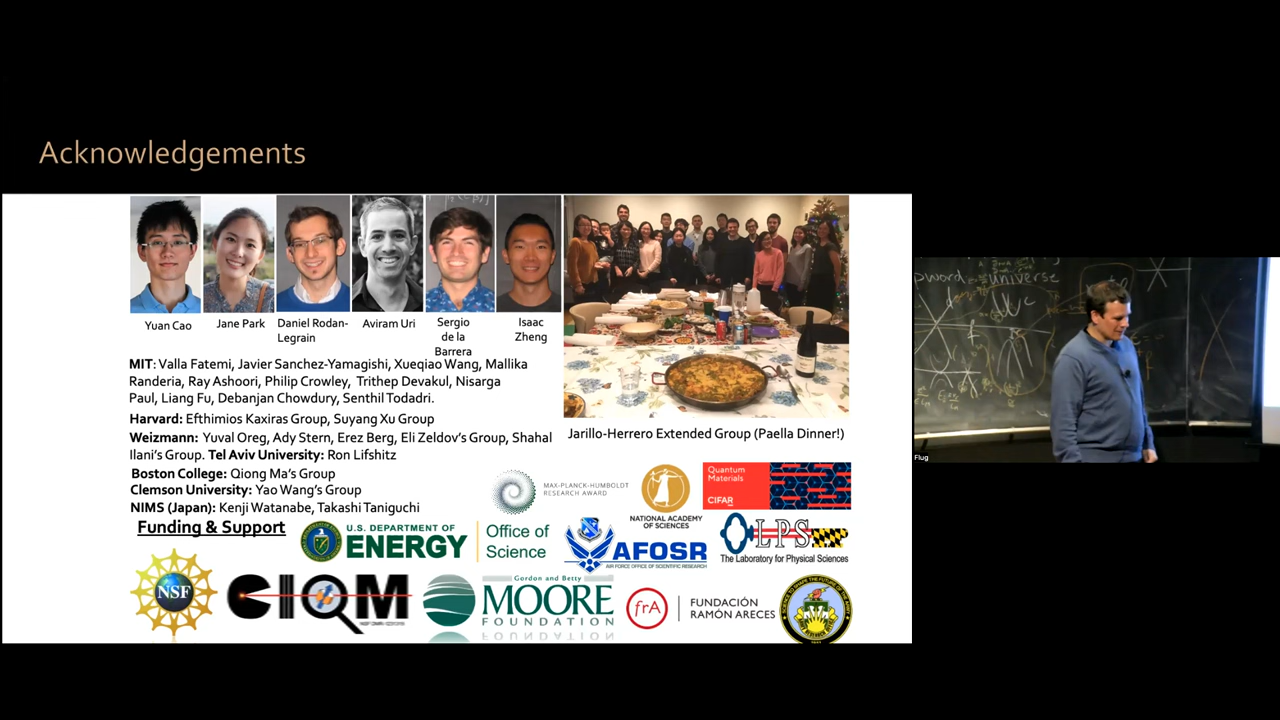 Acknowledgements
Yuan Cao
Jane Park
Daniel Rodan-
Legrain
Aviram Uri
Sergio
de la
Barrera
Isaac
Zheng
MIT: Valla Fatemi, Javier Sanchez-Yamagishi, Xueqiao Wang, Mallika
Randeria, Ray Ashoori, Philip Crowley, Trithep Devakul, Nisarga
Paul, Liang Fu, Debanjan Chowdury, Senthil Todadri.
Harvard: Efthimios Kaxiras Group, Suyang Xu Group
Weizmann: Yuval Oreg, Ady Stern, Erez Berg, Eli Zeldov's Group, Shahal
Ilani's Group. Tel Aviv University: Ron Lifshitz
Boston College: Qiong Ma's Group
Clemson University: Yao Wang's Group
NIMS (Japan): Kenji Watanabe, Takashi Taniguchi
Jarillo-Herrero Extended Group (Paella Dinner!)
Funding & Support
MAX-PLANCK-HUMBOLDT
RESEARCH AWARD
NATIONAL ACADEMY
OF SCIENCES
Quantum
Materials
CIFAR
U.S. DEPARTMENT OF
ENERGY
Office of
Science
AFOSR
AIR FORCE OFFICE OF SCIENTIFIC RESEARCH
LPS
The Laboratory for Physical Sciences
NSF
CIQM
Gordon and Betty
MOORE
FOUNDATION
frA
FUNDACIÓN
RAMÓN ARECES
word universe
Flug